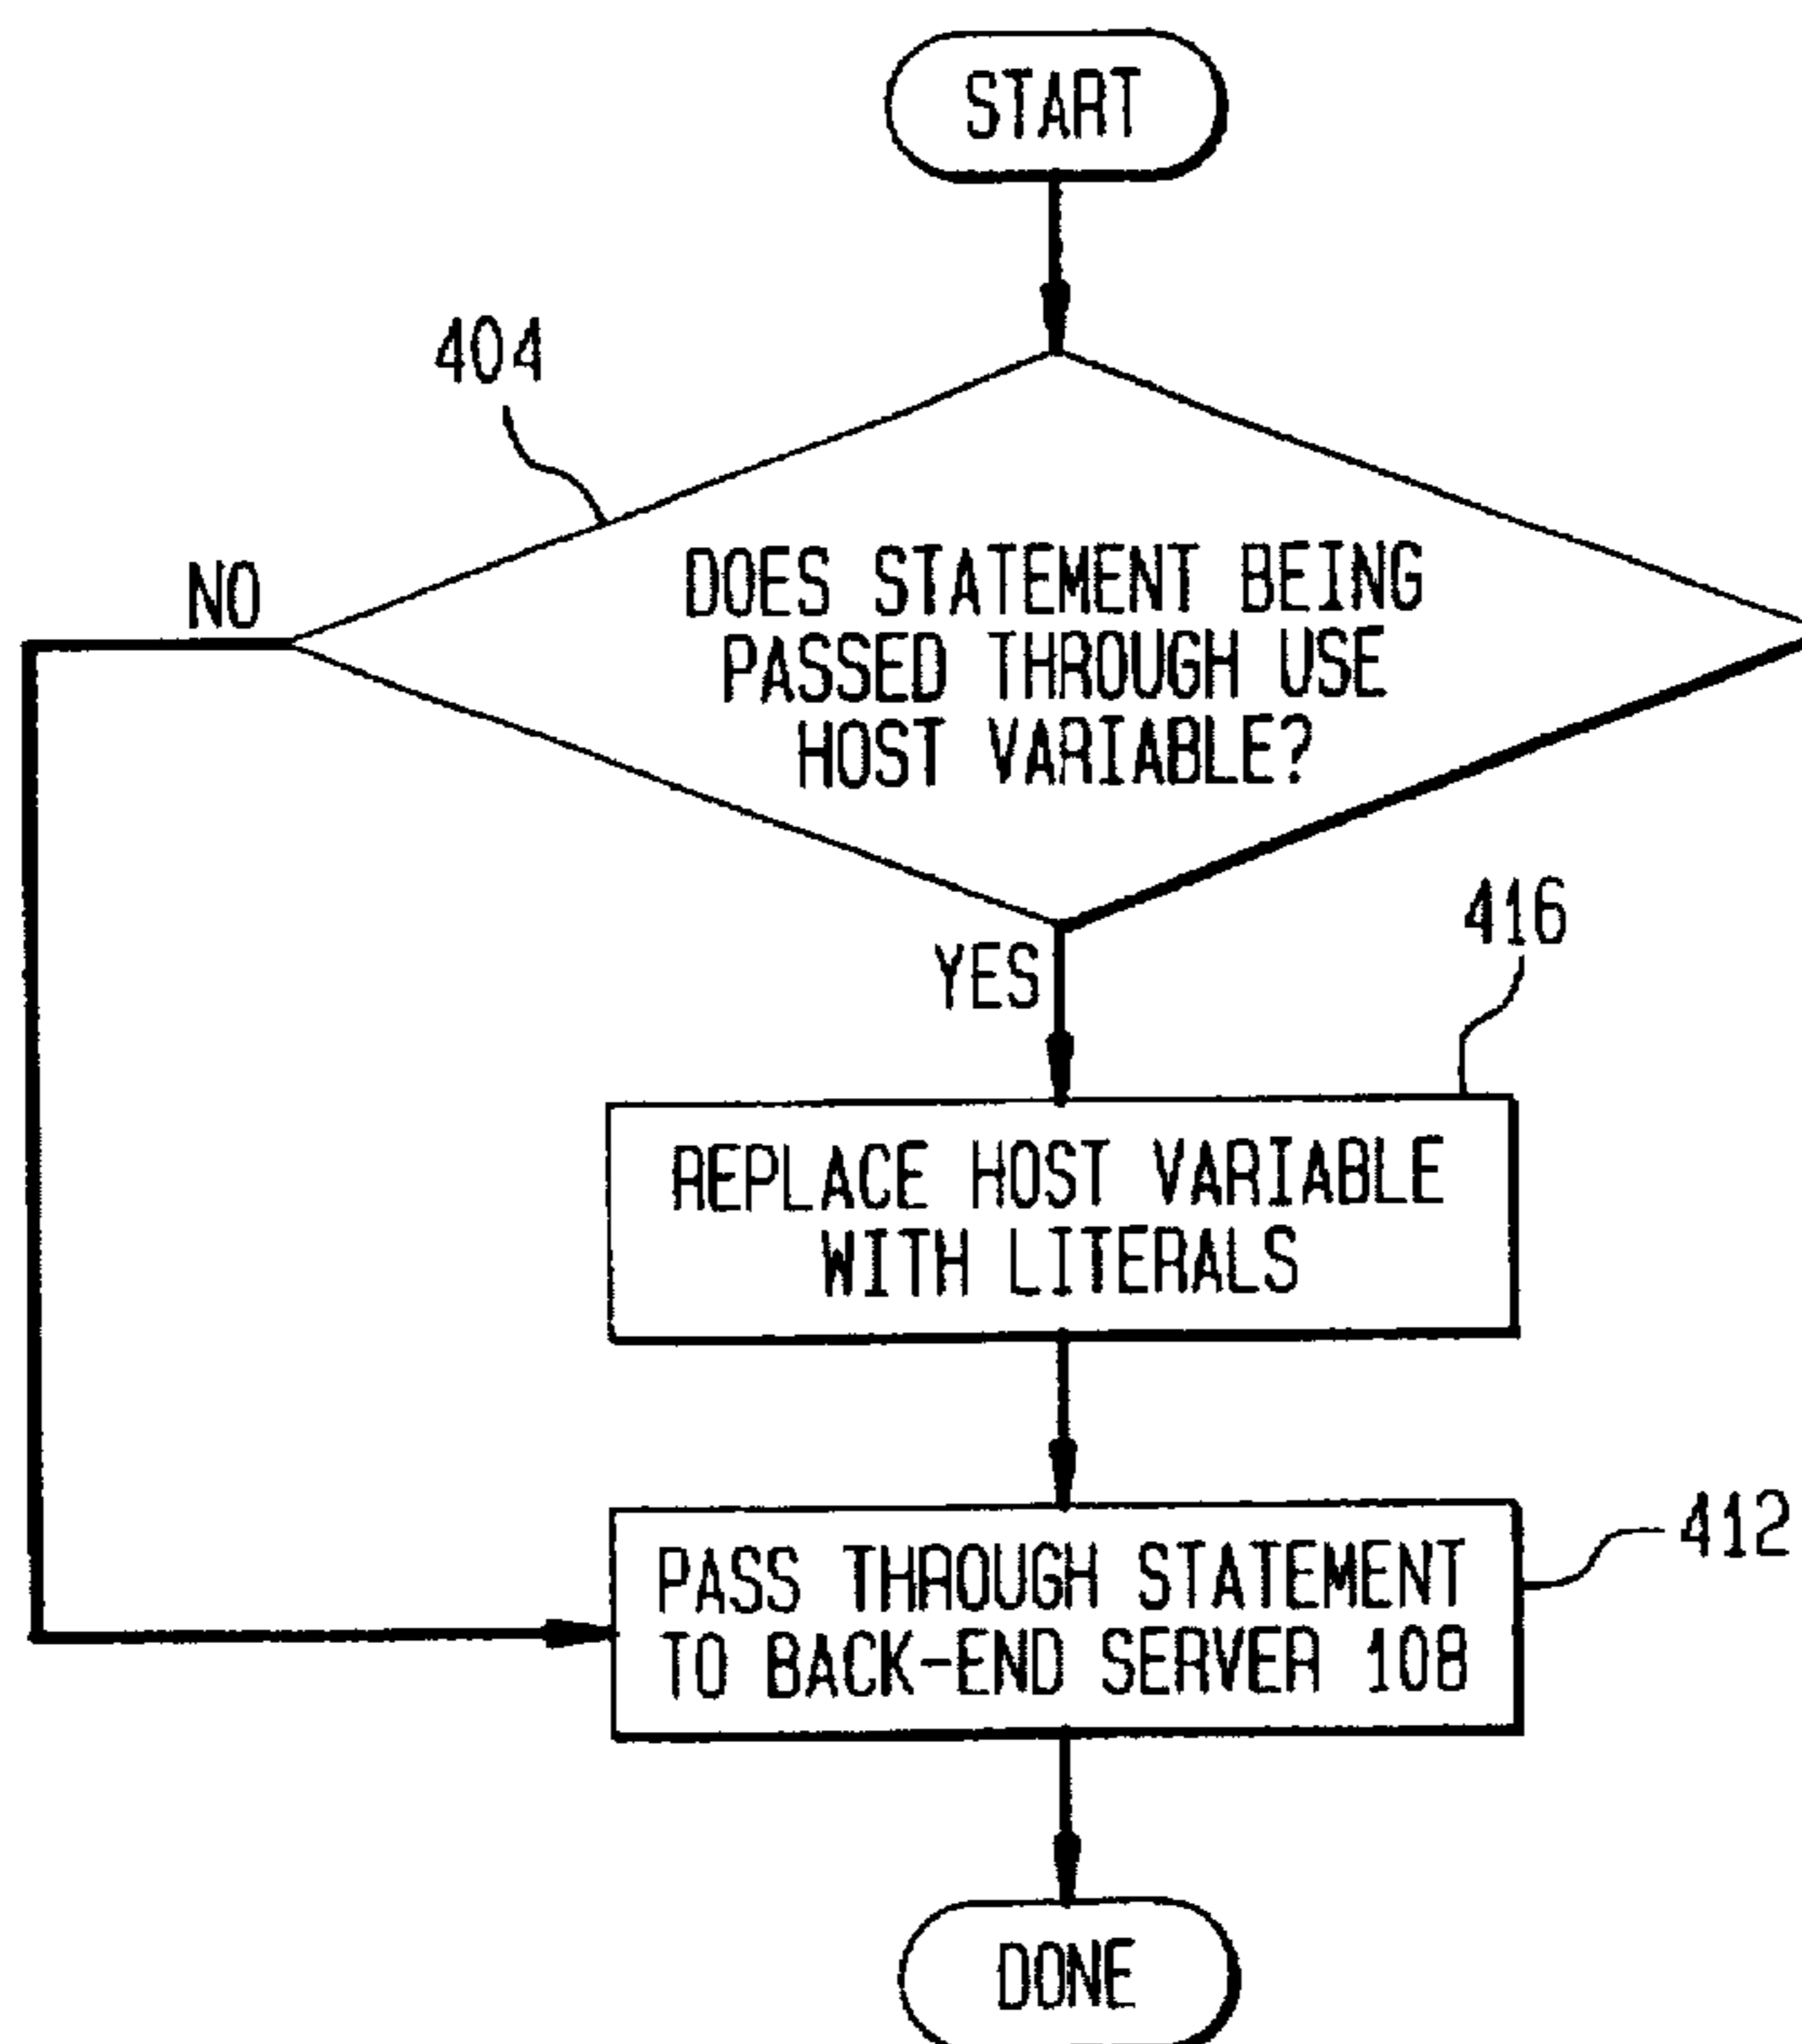 START
404
NO
DOES STATEMENT BEING
PASSED THROUGH USE
HOST VARIABLE?
YES
416
REPLACE HOST VARIABLE
WITH LITERALS
412
PASS THROUGH STATEMENT
TO BACK-END SERVER 108
DONE